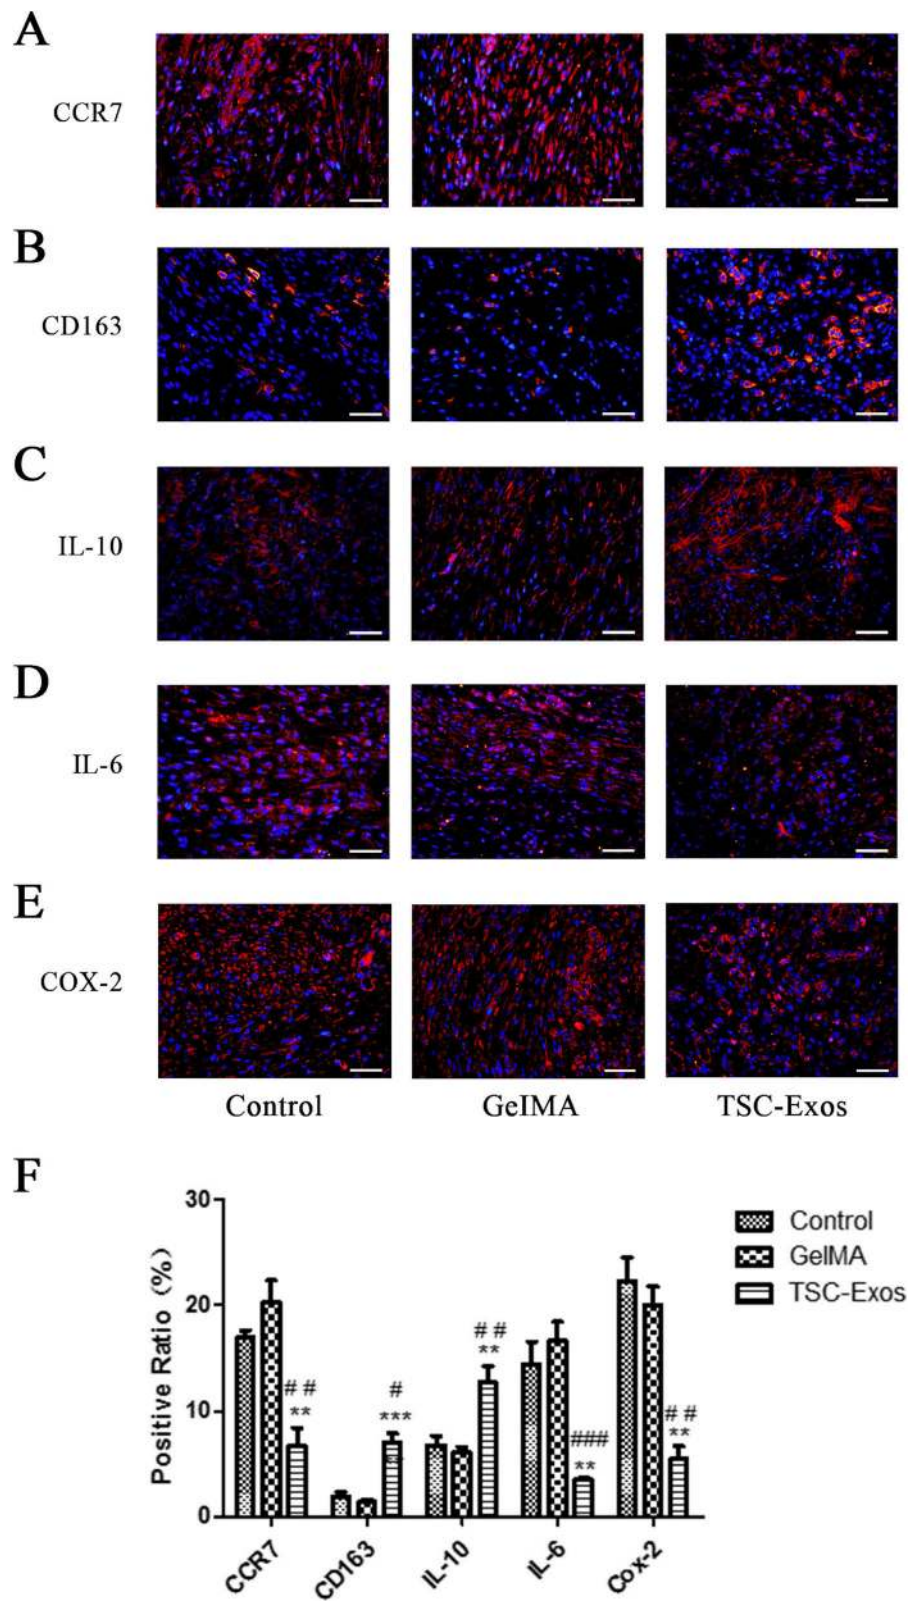 A
CCR7
B
CD163
C
IL-10
D
IL-6
E
COX-2
Control GelMA TSC-Exos
F
Positive Ratio (%)
30
20
10
0
# #
**
#
***
# #
**
###
**
# #
**
CCR7 CD163 IL-10 IL-6 Cox-2
Control
GelMA
TSC-Exos